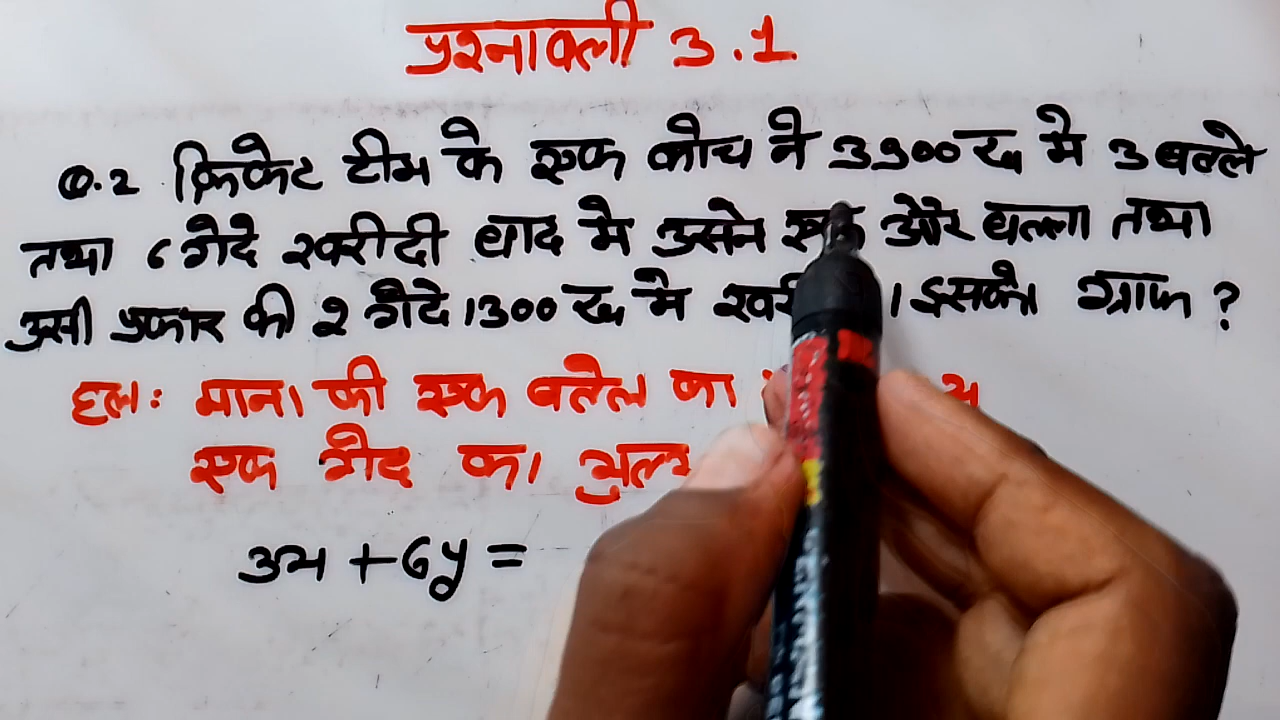 प्रश्नावली 3.1
Q.2 क्रिकेट टीम के एक कोच ने 3900 रु में 3 बल्ले
तथा 6 गेंदे खरीदी बाद में उसने एक और बल्ला तथा
उसी प्रकार की 2 गेंदे 1300 रु में इसको ग्राफ ?
हल: माना की एक बल्ले का
एक गेंद का मुल्य
3x + 6y =